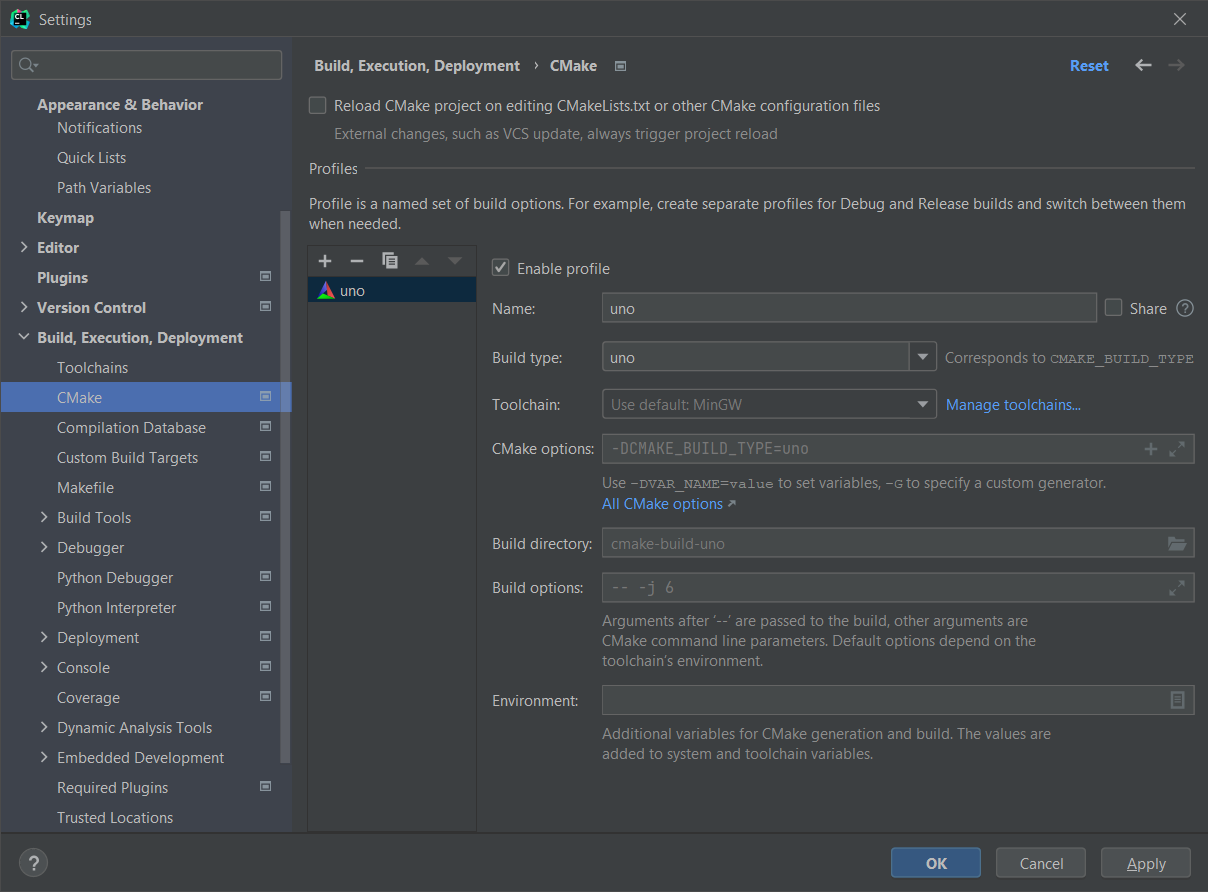 Settings
Appearance & Behavior
Notifications
Quick Lists
Path Variables
Keymap
Editor
Plugins
Version Control
Build, Execution, Deployment
Toolchains
CMake
Compilation Database
Custom Build Targets
Makefile
Build Tools
Debugger
Python Debugger
Python Interpreter
Deployment
Console
Coverage
Dynamic Analysis Tools
Embedded Development
Required Plugins
Trusted Locations
Build, Execution, Deployment › CMake
Reset
Reload CMake project on editing CMakeLists.txt or other CMake configuration files
External changes, such as VCS update, always trigger project reload
Profiles
Profile is a named set of build options. For example, create separate profiles for Debug and Release builds and switch between them
when needed.
uno
Enable profile
Name: uno Share ?
Build type: uno Corresponds to CMAKE_BUILD_TYPE
Toolchain: Use default: MinGW Manage toolchains...
CMake options: -DCMAKE_BUILD_TYPE=uno
Use -DVAR_NAME=value to set variables, -G to specify a custom generator.
All CMake options ↗
Build directory: cmake-build-uno
Build options: -- -j 6
Arguments after '--' are passed to the build, other arguments are
CMake command line parameters. Default options depend on the
toolchain's environment.
Environment:
Additional variables for CMake generation and build. The values are
added to system and toolchain variables.
? OK Cancel Apply